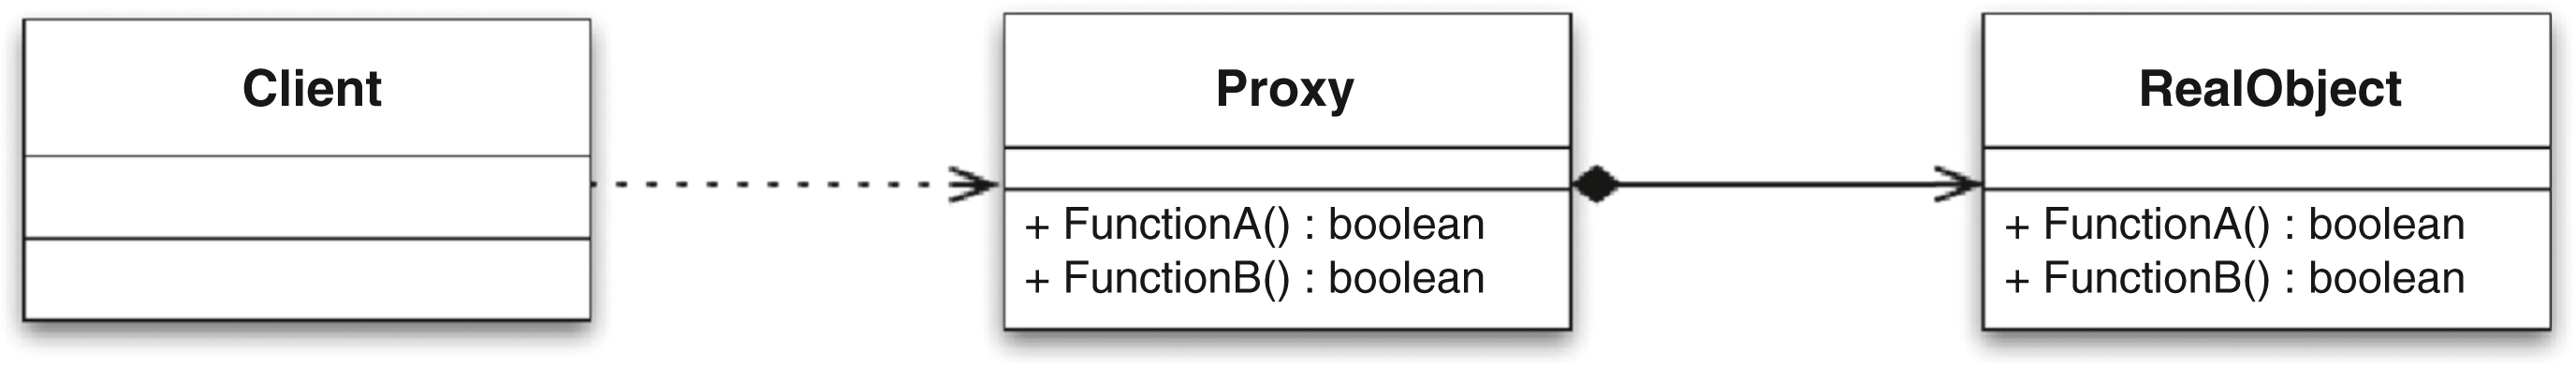 Client
Proxy
+ FunctionA() : boolean
+ FunctionB() : boolean
RealObject
+ FunctionA() : boolean
+ FunctionB() : boolean